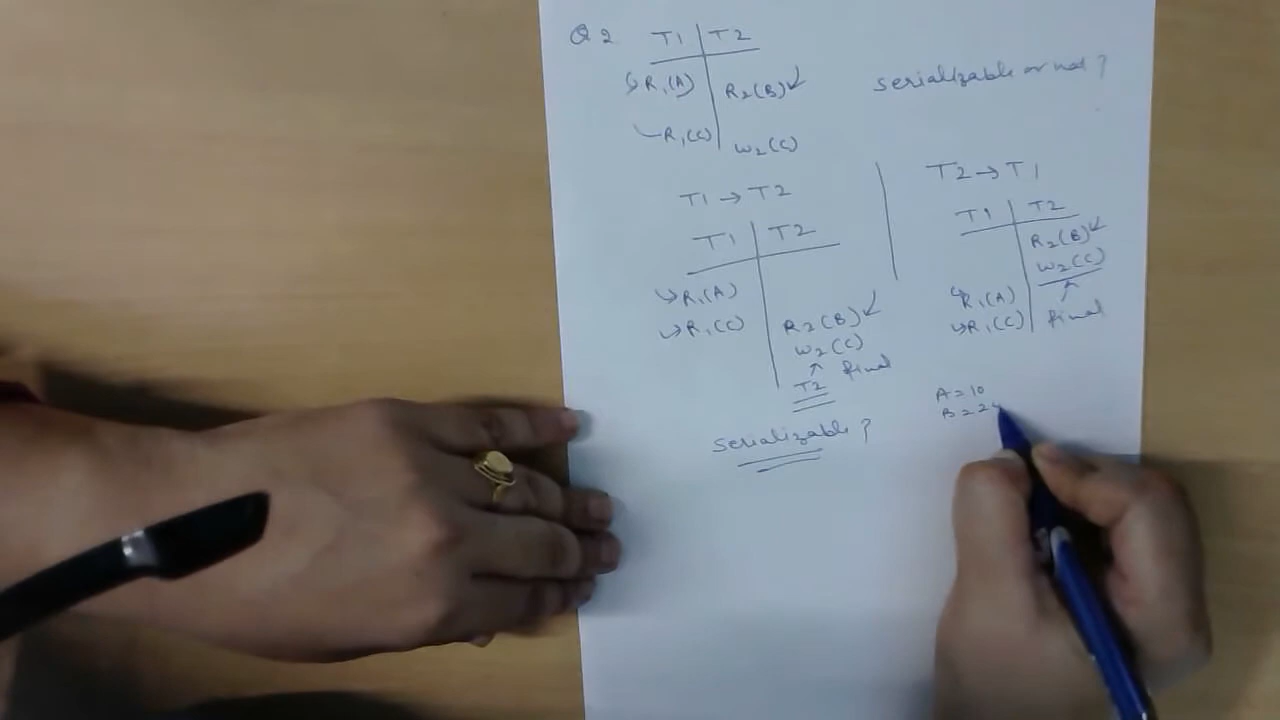 Q2 T1 T2
R1(A) R2(B)
serializable or not?
R1(C) W2(C)
T1 → T2
T1 T2
R1(A)
R1(C) R2(B)
W2(C)
↑ final
T2
serializable?
T2 → T1
T1 T2
R2(B)
W2(C)
R1(A) ↑
R1(C) final
A = 10
B = 24